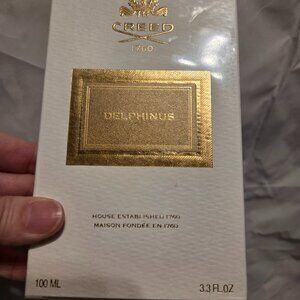 CREED
1760
DELPHINUS
HOUSE ESTABLISHED 1760
MAISON FONDÉE EN 1760
100 ML 3.3 FL.OZ